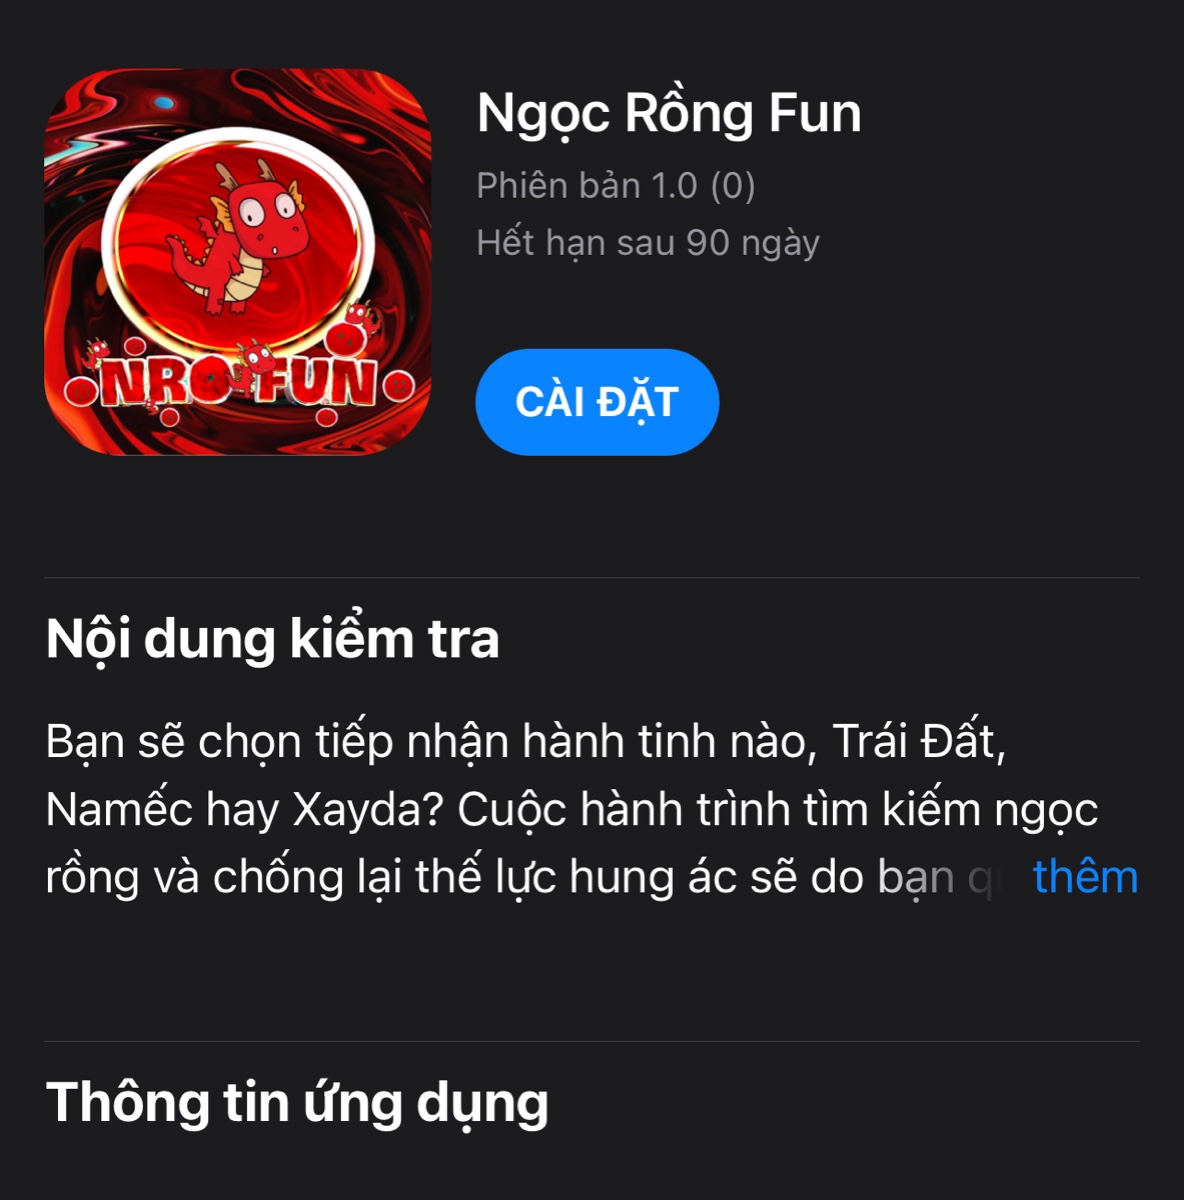 Ngọc Rồng Fun
Phiên bản 1.0 (0)
Hết hạn sau 90 ngày
CÀI ĐẶT
NRO FUN
Nội dung kiểm tra
Bạn sẽ chọn tiếp nhận hành tinh nào, Trái Đất,
Namếc hay Xayda? Cuộc hành trình tìm kiếm ngọc
rồng và chống lại thế lực hung ác sẽ do bạn thêm
Thông tin ứng dụng